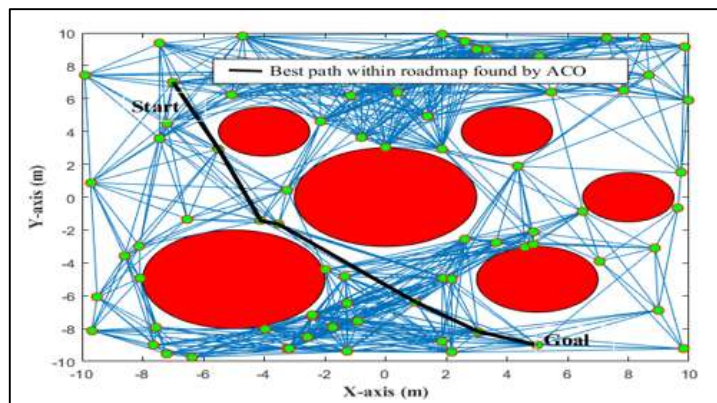 Best path within roadmap found by ACO
Start
Goal
Y-axis (m)
10
8
6
4
2
0
-2
-4
-6
-8
-10
-10 -8 -6 -4 -2 0 2 4 6 8 10
X-axis (m)